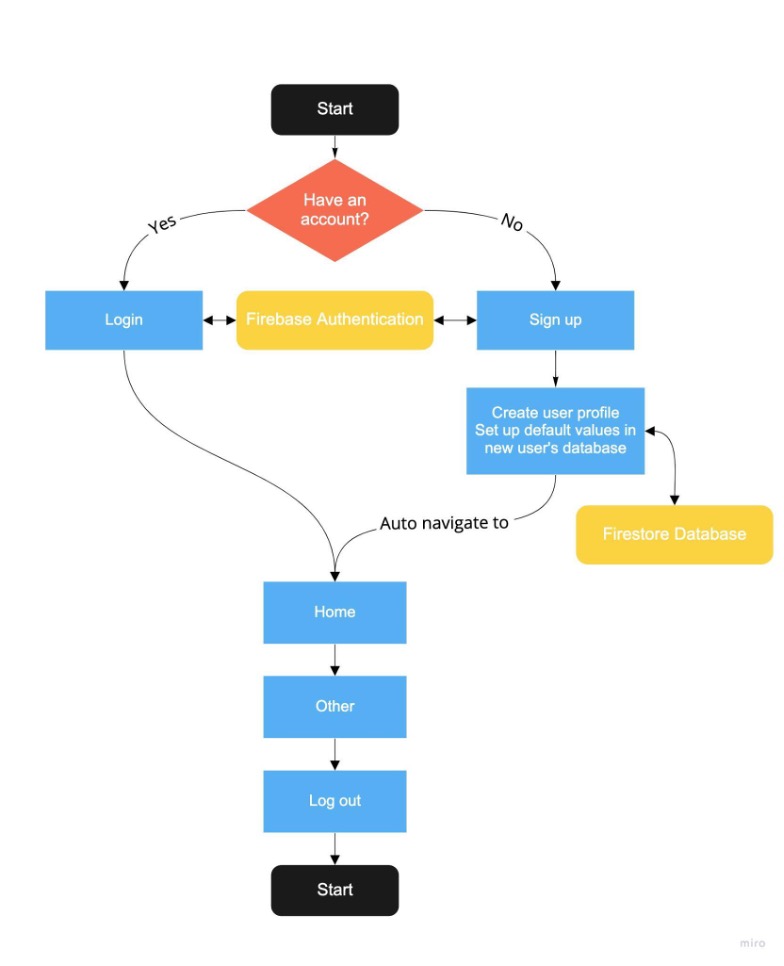 Start
Have an
account?
Yes
No
Login
Firebase Authentication
Sign up
Create user profile
Set up default values in
new user's database
Auto navigate to
Firestore Database
Home
Other
Log out
Start
miro